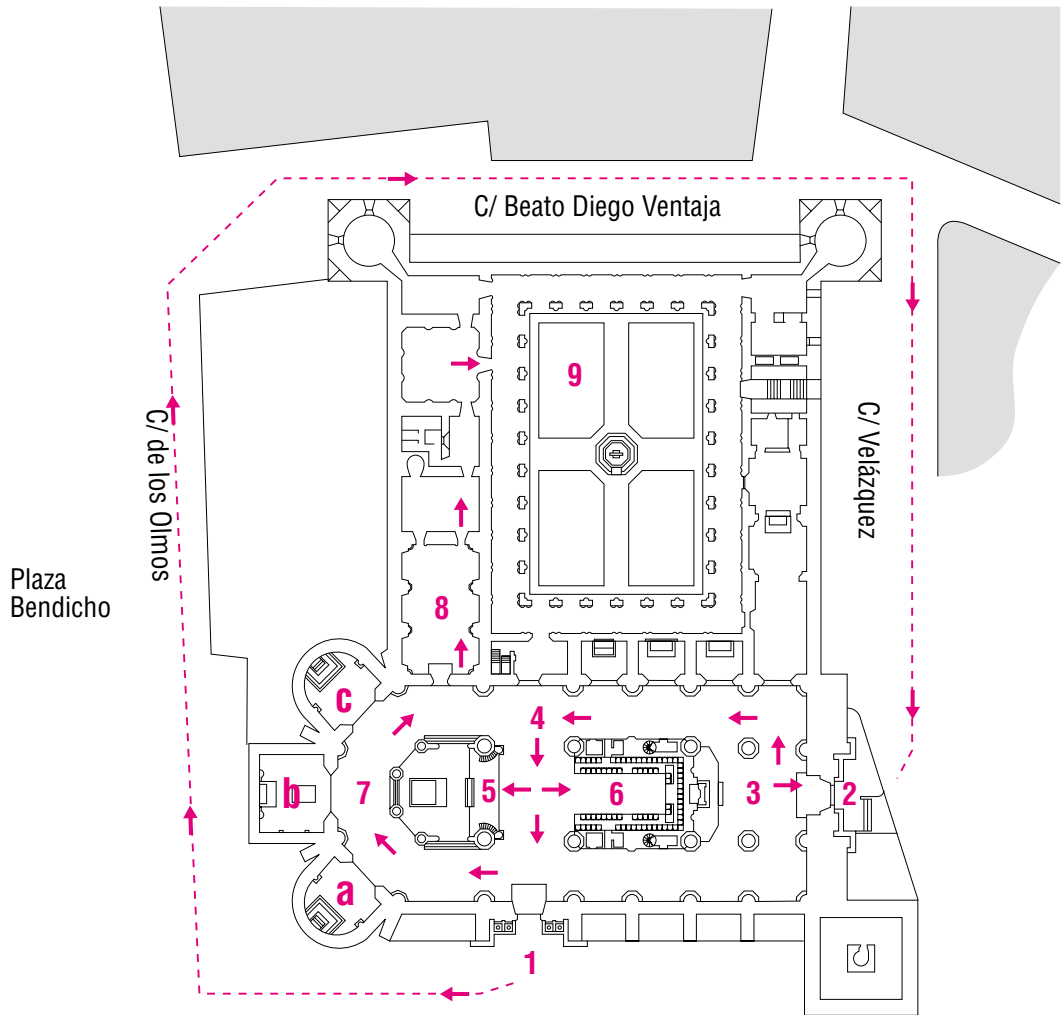 C/ Beato Diego Ventaja
9
C/ de los Olmos
C/ Velázquez
Plaza
Bendicho
8
c
4
b
7
5
6
3
2
a
1